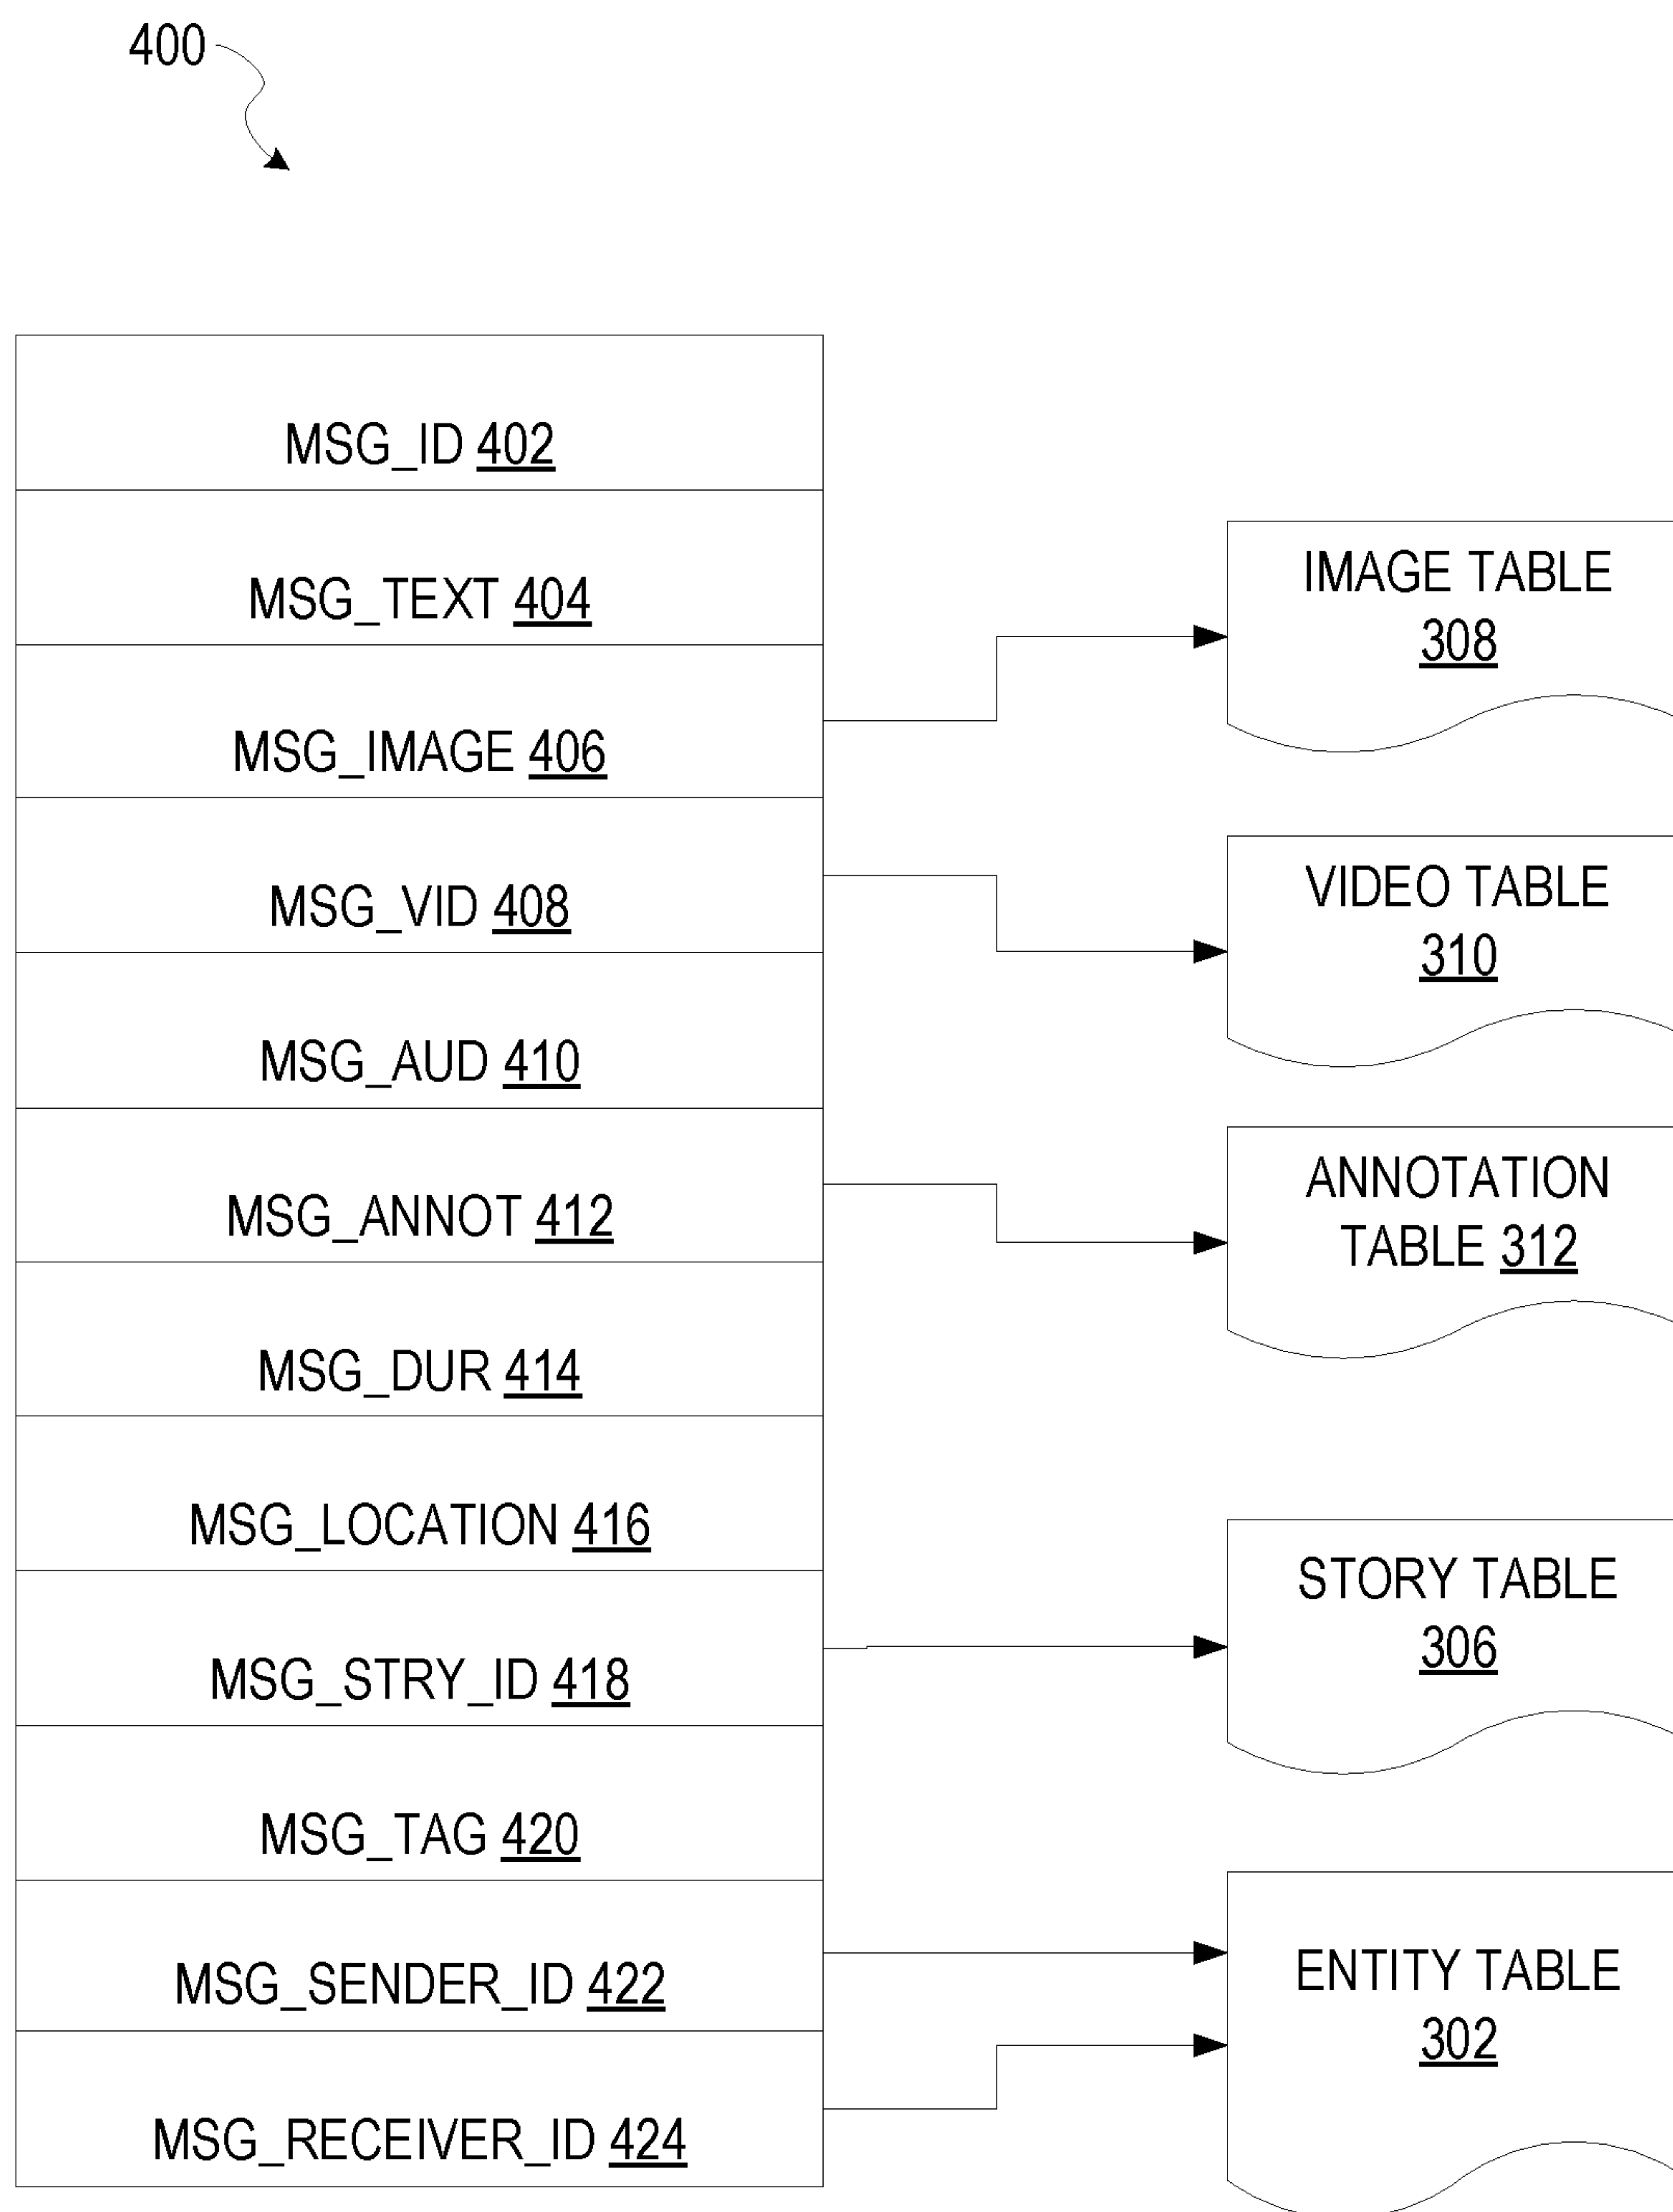 400
MSG_ID 402
MSG_TEXT 404
MSG_IMAGE 406
MSG_VID 408
MSG_AUD 410
MSG_ANNOT 412
MSG_DUR 414
MSG_LOCATION 416
MSG_STRY_ID 418
MSG_TAG 420
MSG_SENDER_ID 422
MSG_RECEIVER_ID 424
IMAGE TABLE
308
VIDEO TABLE
310
ANNOTATION
TABLE 312
STORY TABLE
306
ENTITY TABLE
302